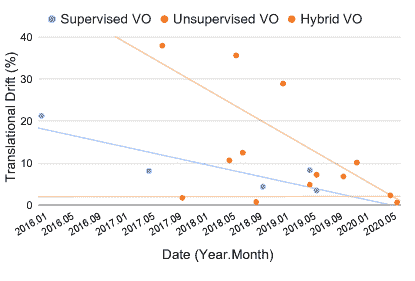 Supervised VO Unsupervised VO Hybrid VO
Translational Drift (%)
40
30
20
10
0
2016.01 2016.05 2016.09 2017.01 2017.05 2017.09 2018.01 2018.05 2018.09 2019.01 2019.05 2019.09 2020.01 2020.05
Date (Year.Month)